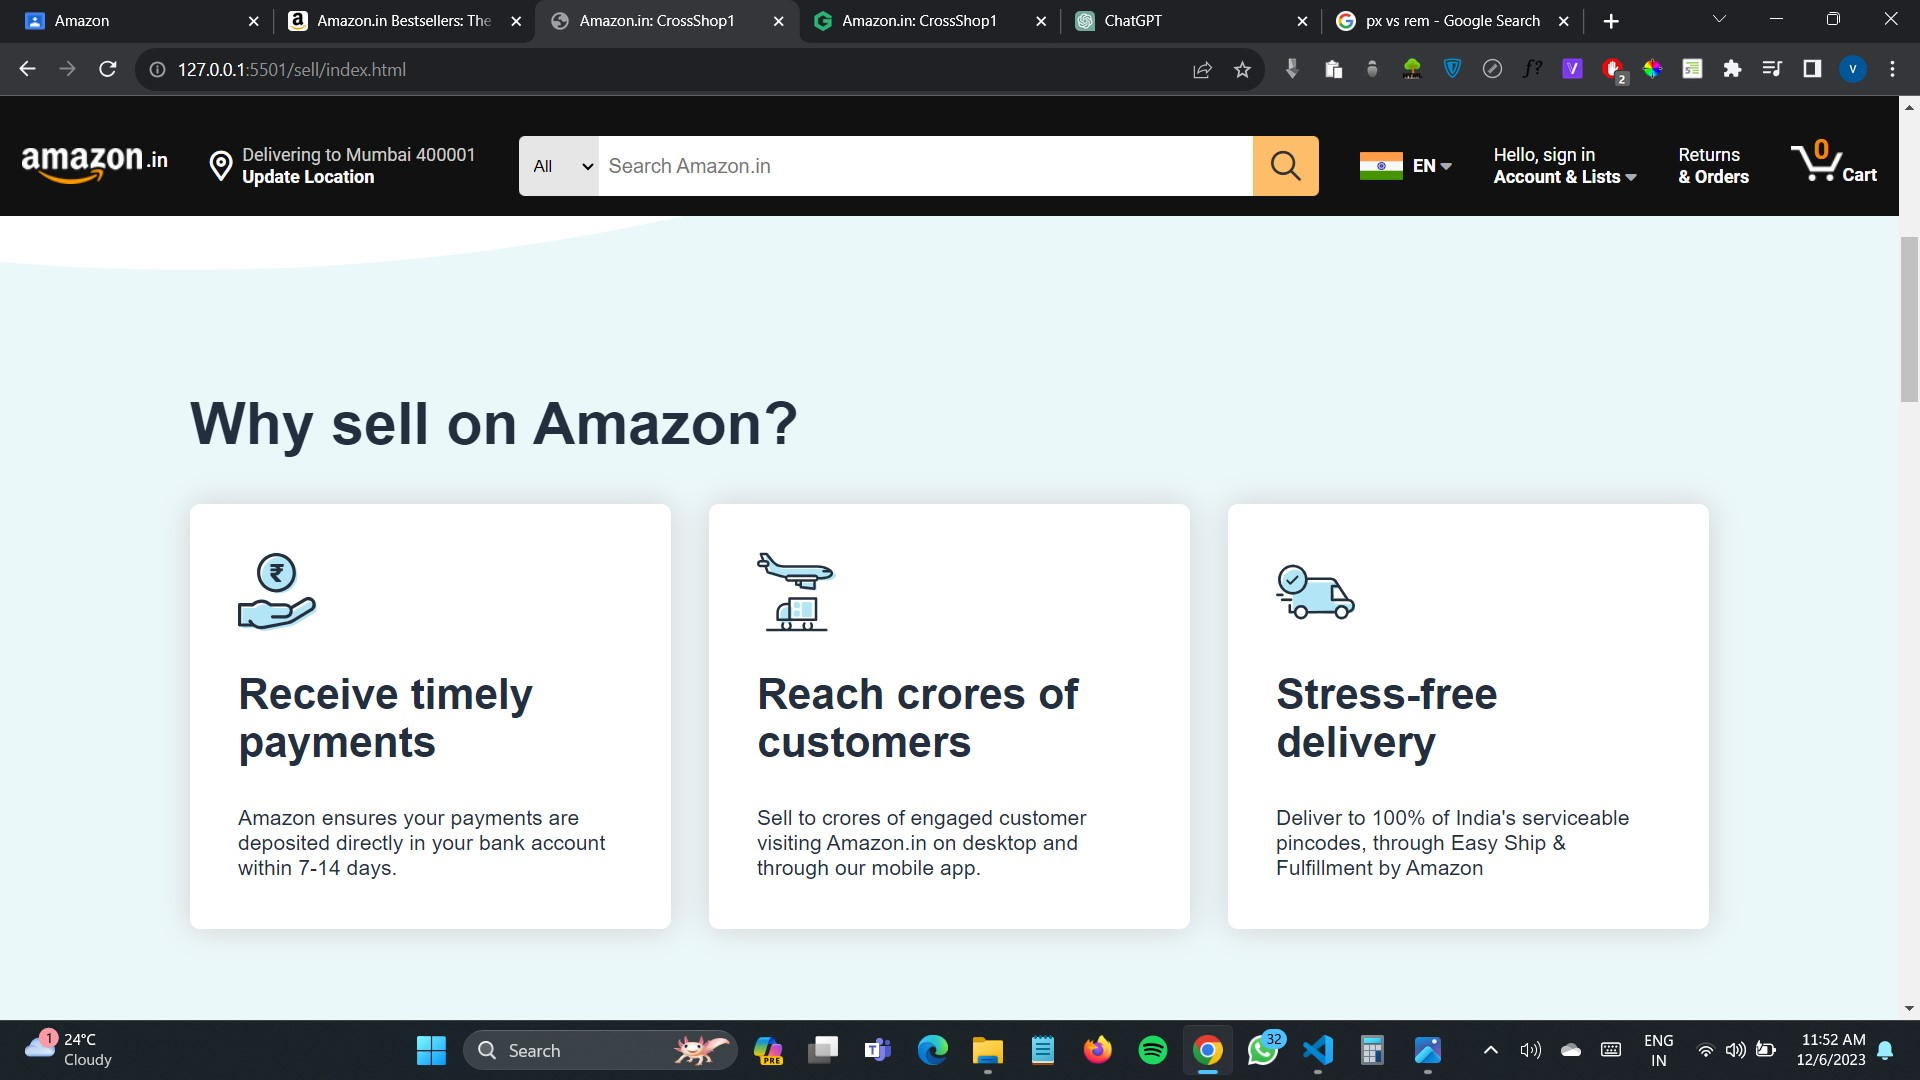 Amazon
Amazon.in Bestsellers: The
Amazon.in: CrossShop1
Amazon.in: CrossShop1
ChatGPT
px vs rem - Google Search
127.0.0.1:5501/sell/index.html
2
V
amazon.in
Delivering to Mumbai 400001
Update Location
All
Search Amazon.in
EN
Hello, sign in
Account & Lists
Returns
& Orders
0
Cart
Why sell on Amazon?
Receive timely
payments
Amazon ensures your payments are
deposited directly in your bank account
within 7-14 days.
Reach crores of
customers
Sell to crores of engaged customer
visiting Amazon.in on desktop and
through our mobile app.
Stress-free
delivery
Deliver to 100% of India's serviceable
pincodes, through Easy Ship &
Fulfillment by Amazon
1
24°C
Cloudy
Search
PRE
32
ENG
IN
11:52 AM
12/6/2023